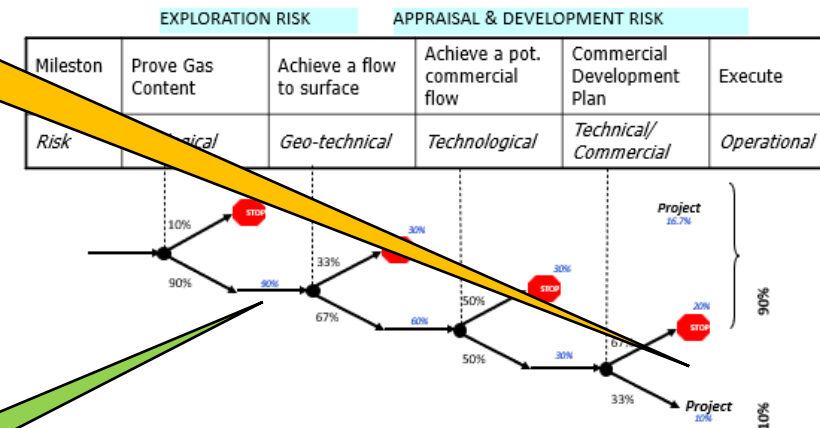 EXPLORATION RISK
APPRAISAL & DEVELOPMENT RISK
Mileston
Prove Gas
Content
Achieve a flow
to surface
Achieve a pot.
commercial
flow
Commercial
Development
Plan
Execute
Risk
Geo-technical
Technological
Technical/
Commercial
Operational
10%
STOP
90%
90%
33%
30%
67%
60%
50%
STOP
30%
50%
30%
STOP
20%
33%
Project
10%
Project
16.7%
90%
10%